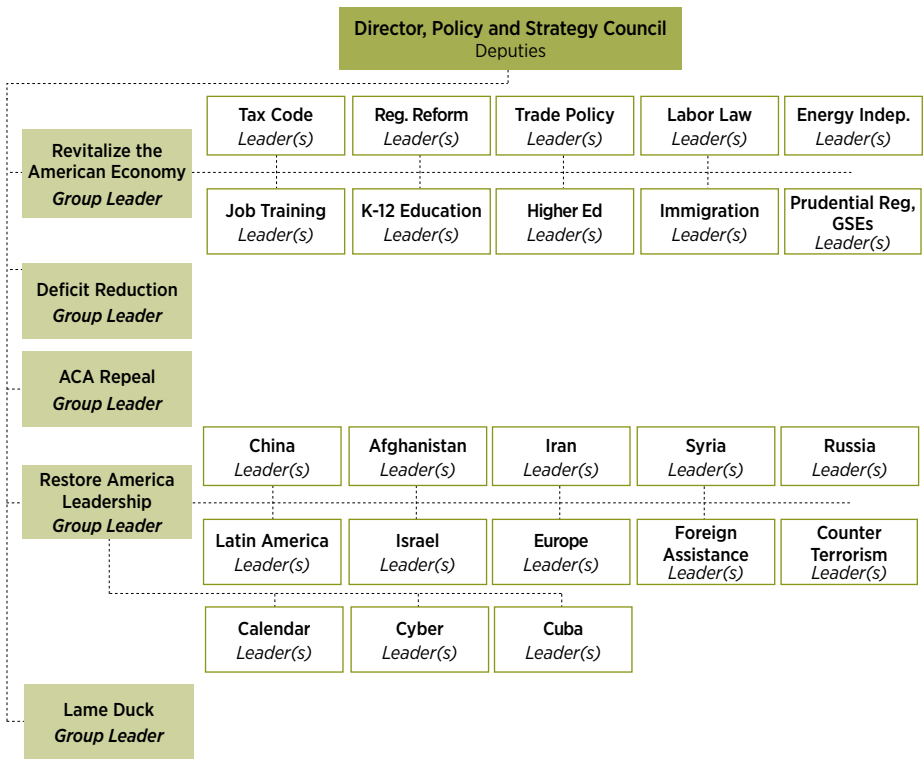 Director, Policy and Strategy Council
Deputies
Tax Code
Leader(s)
Reg. Reform
Leader(s)
Trade Policy
Leader(s)
Labor Law
Leader(s)
Energy Indep.
Leader(s)
Revitalize the
American Economy
Group Leader
Job Training
Leader(s)
K-12 Education
Leader(s)
Higher Ed
Leader(s)
Immigration
Leader(s)
Prudential Reg,
GSEs
Leader(s)
Deficit Reduction
Group Leader
ACA Repeal
Group Leader
China
Leader(s)
Afghanistan
Leader(s)
Iran
Leader(s)
Syria
Leader(s)
Russia
Leader(s)
Restore America
Leadership
Group Leader
Latin America
Leader(s)
Israel
Leader(s)
Europe
Leader(s)
Foreign
Assistance
Leader(s)
Counter
Terrorism
Leader(s)
Calendar
Leader(s)
Cyber
Leader(s)
Cuba
Leader(s)
Lame Duck
Group Leader